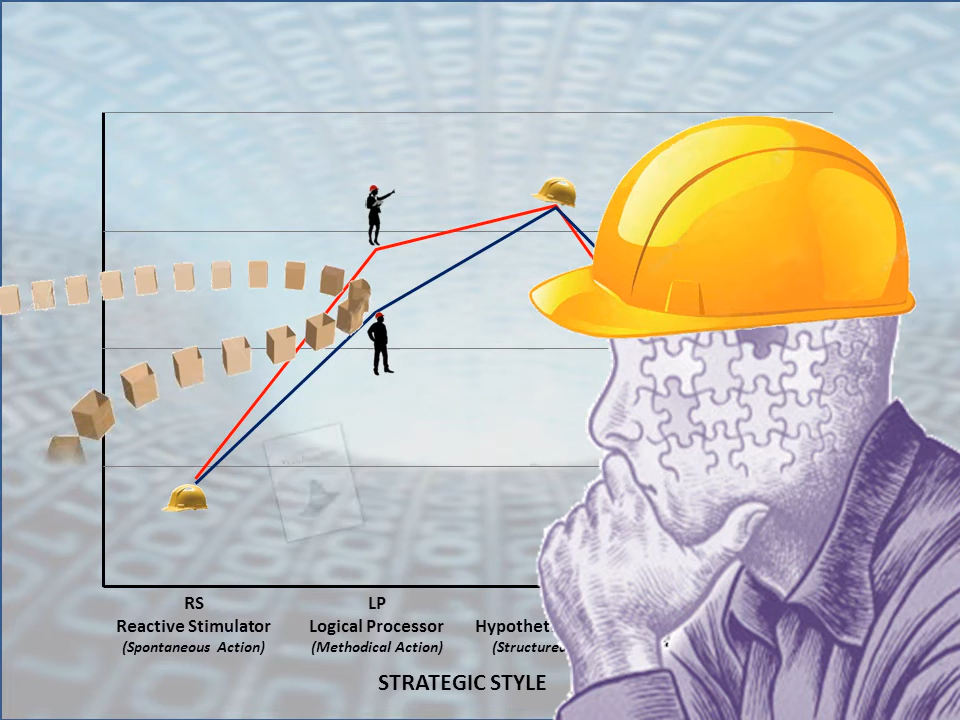 RS
LP
Reactive Stimulator
Logical Processor
(Spontaneous Action)
(Methodical Action)
STRATEGIC STYLE